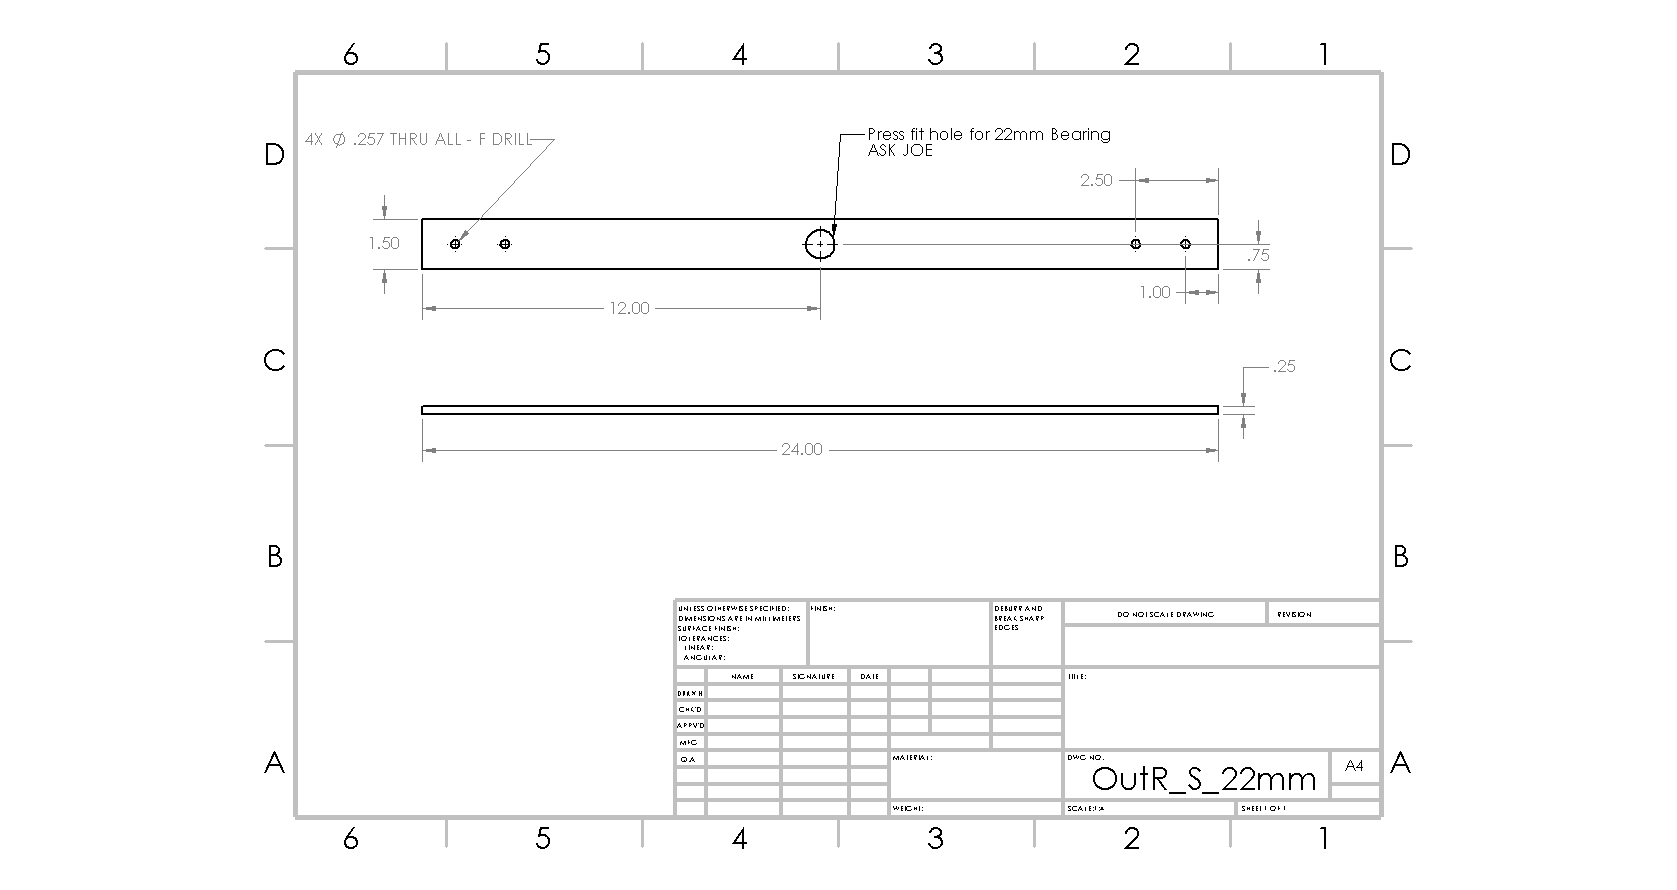 6 5 4 3 2 1
4X Ø .257 THRU ALL - F DRILL
Press fit hole for 22mm Bearing
ASK JOE
D D
2.50
1.50
.75
1.00
12.00
C C
.25
24.00
B B
UNLESS OTHERWISE SPECIFIED:
DIMENSIONS ARE IN MILLIMETERS
SURFACE FINISH:
TOLERANCES:
LINEAR:
ANGULAR:
FINISH:
DEBURR AND
BREAK SHARP
EDGES
DO NOT SCALE DRAWING
REVISION
NAME SIGNATURE DATE
TITLE:
DRAWN
CHK'D
APPV'D
MFG
Q.A
MATERIAL:
DWG NO.
OutR_S_22mm
A4
A A
WEIGHT:
SCALE:1:4
SHEET 1 OF 1
6 5 4 3 2 1